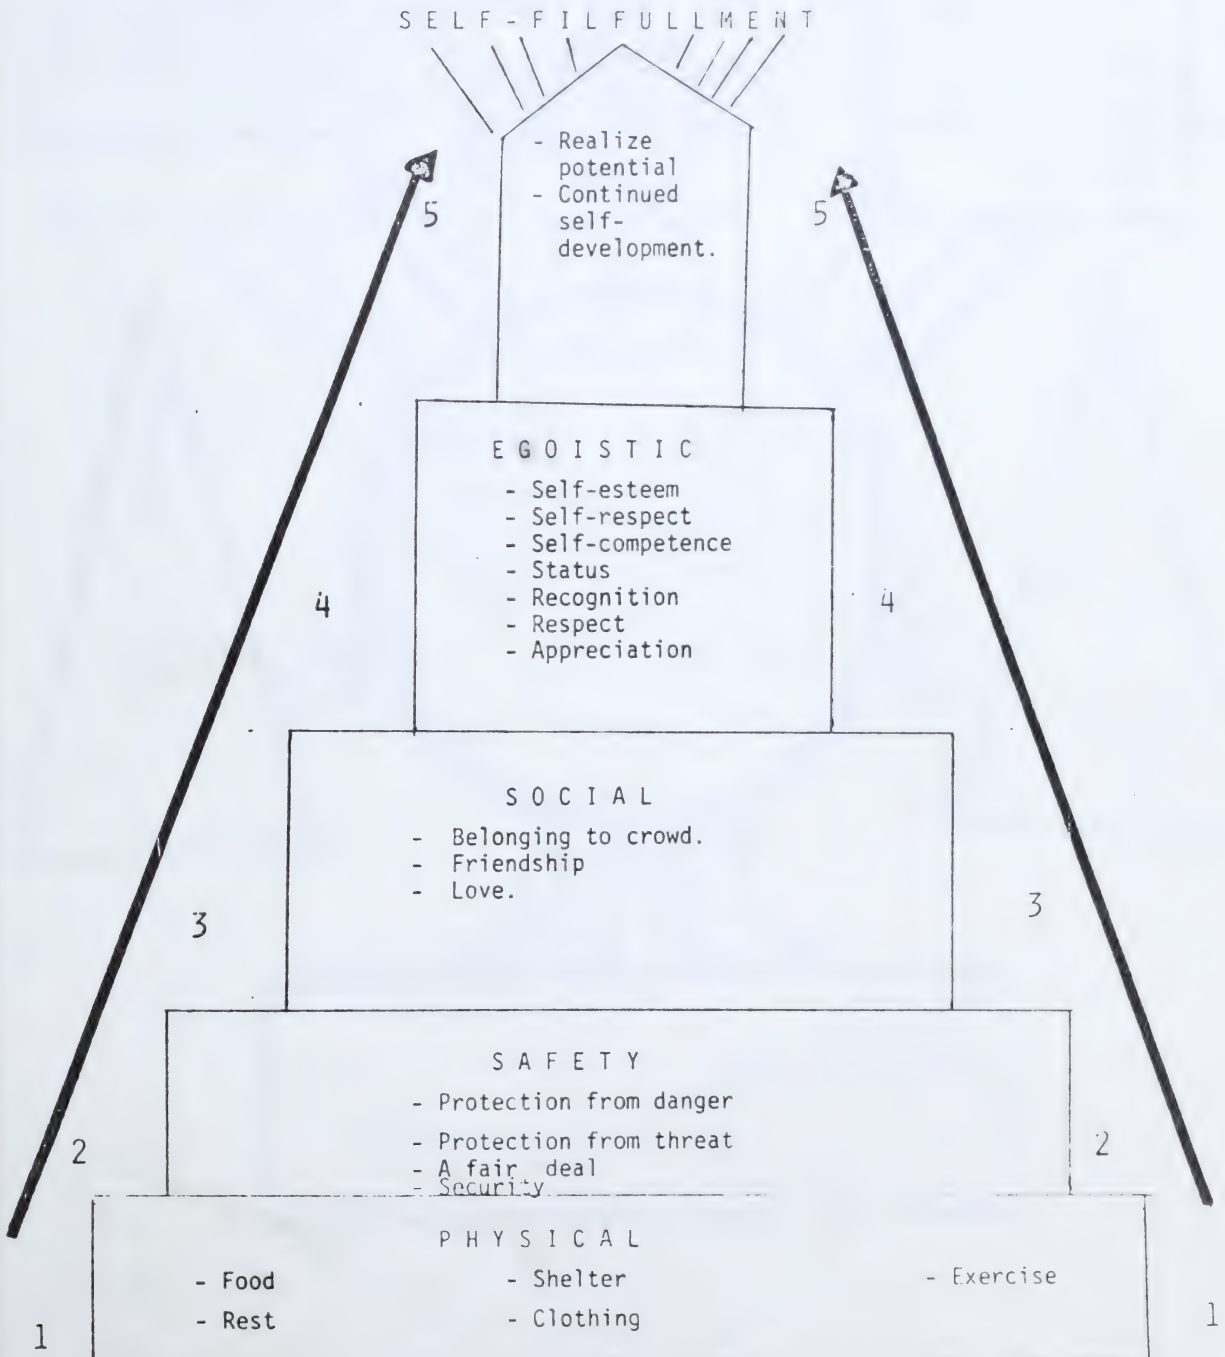 SELF-FILFULLMENT
- Realize
potential
- Continued
self-
development.
5 5
EGOISTIC
- Self-esteem
- Self-respect
- Self-competence
- Status
- Recognition
- Respect
- Appreciation
4 4
SOCIAL
- Belonging to crowd.
- Friendship
- Love.
3 3
SAFETY
- Protection from danger
- Protection from threat
- A fair deal
- Security
2 2
PHYSICAL
- Food - Shelter - Exercise
- Rest - Clothing
1 1